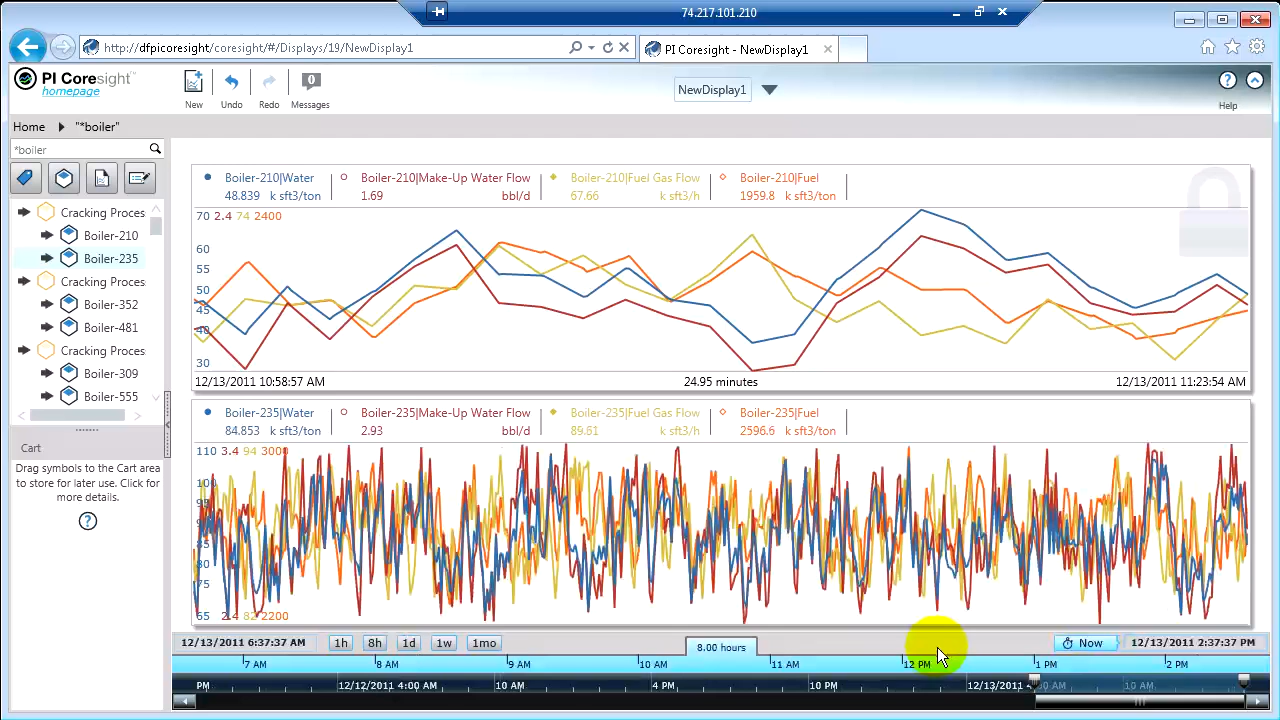 74.217.101.210
http://dfpicoresight/coresight/#/Displays/19/NewDisplay1
PI Coresight - NewDisplay1
PI Coresight™
homepage
New
Undo
Redo
0
Messages
NewDisplay1
Help
Home
"*boiler"
*boiler
Cracking Proces
Boiler-210
Boiler-235
Cracking Proces
Boiler-352
Boiler-481
Cracking Proces
Boiler-309
Boiler-555
Cart
Drag symbols to the Cart area
to store for later use. Click for
more details.
Boiler-210|Water
48.839 k sft3/ton
Boiler-210|Make-Up Water Flow
1.69 bbl/d
Boiler-210|Fuel Gas Flow
67.66 k sft3/h
Boiler-210|Fuel
1959.8 k sft3/ton
70 2.4 74 2400
60
55
50
45
40
30
12/13/2011 10:58:57 AM
24.95 minutes
12/13/2011 11:23:54 AM
Boiler-235|Water
84.853 k sft3/ton
Boiler-235|Make-Up Water Flow
2.93 bbl/d
Boiler-235|Fuel Gas Flow
89.61 k sft3/h
Boiler-235|Fuel
2596.6 k sft3/ton
110 3.4 94 3000
100
85
80
75
65 2.4 82 2200
12/13/2011 6:37:37 AM
1h
8h
1d
1w
1mo
8.00 hours
Now
12/13/2011 2:37:37 PM
7 AM
8 AM
9 AM
10 AM
11 AM
12 PM
1 PM
2 PM
PM
12/12/2011 4:00 AM
10 AM
4 PM
10 PM
12/13/2011 4:00 AM
10 AM